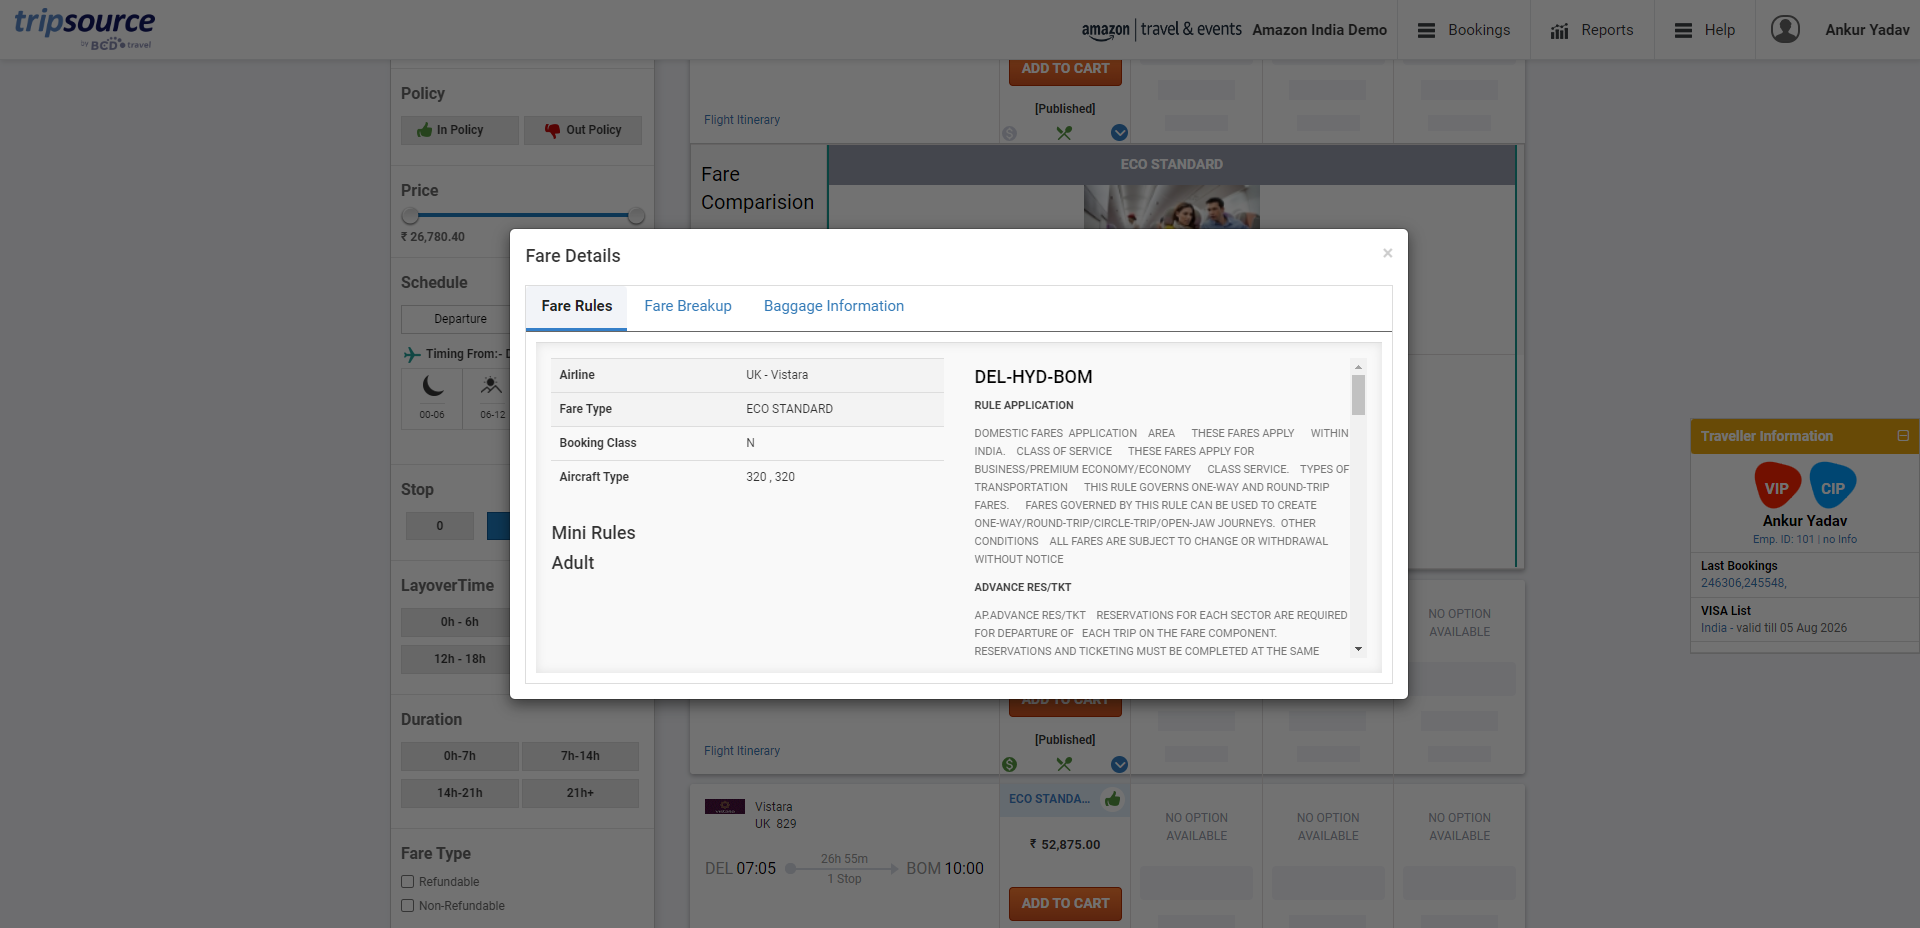 tripsource
by BCD travel
amazon travel & events
Amazon India Demo
Bookings
Reports
Help
Ankur Yadav
Policy
In Policy
Out Policy
Price
₹ 26,780.40
Schedule
Departure
Timing From:- D
00-06
06-12
Stop
0
LayoverTime
0h - 6h
12h - 18h
Duration
0h-7h
7h-14h
14h-21h
21h+
Fare Type
Refundable
Non-Refundable
ADD TO CART
[Published]
Flight Itinerary
Fare
Comparision
ECO STANDARD
Fare Details
×
Fare Rules
Fare Breakup
Baggage Information
Airline
UK - Vistara
Fare Type
ECO STANDARD
Booking Class
N
Aircraft Type
320 , 320
Mini Rules
Adult
DEL-HYD-BOM
RULE APPLICATION
DOMESTIC FARES APPLICATION AREA THESE FARES APPLY WITHIN
INDIA. CLASS OF SERVICE THESE FARES APPLY FOR
BUSINESS/PREMIUM ECONOMY/ECONOMY CLASS SERVICE. TYPES OF
TRANSPORTATION THIS RULE GOVERNS ONE-WAY AND ROUND-TRIP
FARES. FARES GOVERNED BY THIS RULE CAN BE USED TO CREATE
ONE-WAY/ROUND-TRIP/CIRCLE-TRIP/OPEN-JAW JOURNEYS. OTHER
CONDITIONS ALL FARES ARE SUBJECT TO CHANGE OR WITHDRAWAL
WITHOUT NOTICE
ADVANCE RES/TKT
AP.ADVANCE RES/TKT RESERVATIONS FOR EACH SECTOR ARE REQUIRED
FOR DEPARTURE OF EACH TRIP ON THE FARE COMPONENT.
RESERVATIONS AND TICKETING MUST BE COMPLETED AT THE SAME
NO OPTION
AVAILABLE
ADD TO CART
[Published]
Flight Itinerary
Vistara
UK 829
DEL 07:05
26h 55m
1 Stop
BOM 10:00
ECO STANDA...
₹ 52,875.00
ADD TO CART
NO OPTION
AVAILABLE
NO OPTION
AVAILABLE
NO OPTION
AVAILABLE
Traveller Information
VIP
CIP
Ankur Yadav
Emp. ID: 101 | no Info
Last Bookings
246306,245548,
VISA List
India - valid till 05 Aug 2026